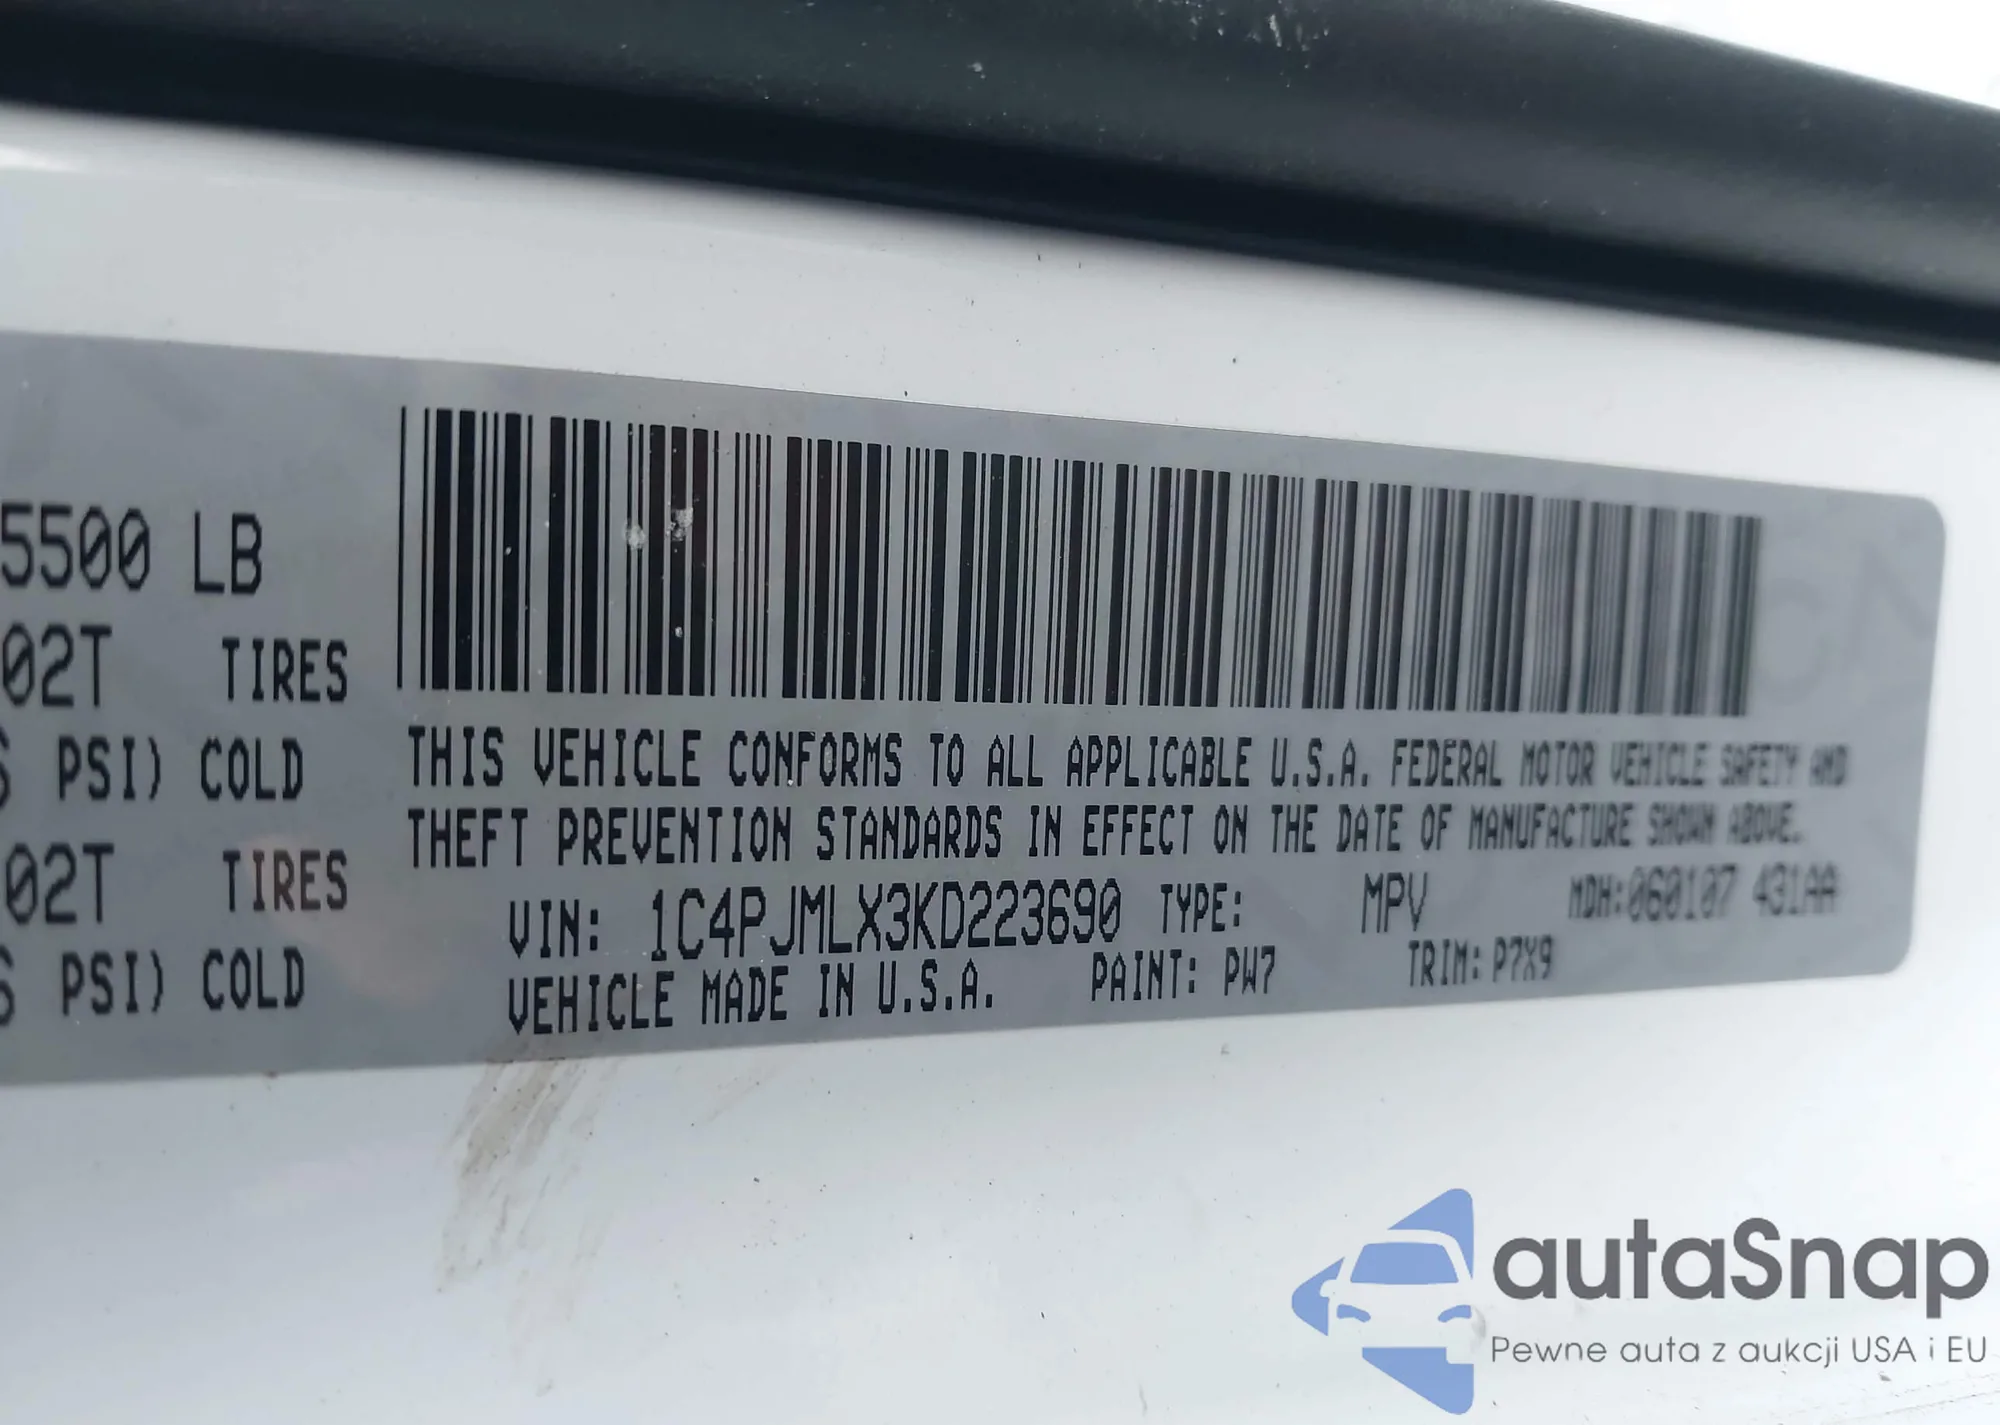 5500 LB
02T TIRES
PSI) COLD
02T TIRES
PSI) COLD
THIS VEHICLE CONFORMS TO ALL APPLICABLE U.S.A. FEDERAL MOTOR VEHICLE SAFETY AND
THEFT PREVENTION STANDARDS IN EFFECT ON THE DATE OF MANUFACTURE SHOWN ABOVE.
VIN: 1C4PJMLX3KD223690 TYPE: MPV MDH:060107 431AA
VEHICLE MADE IN U.S.A. PAINT: PW7 TRIM: P7X9
autaSnap
Pewne auta z aukcji USA i EU